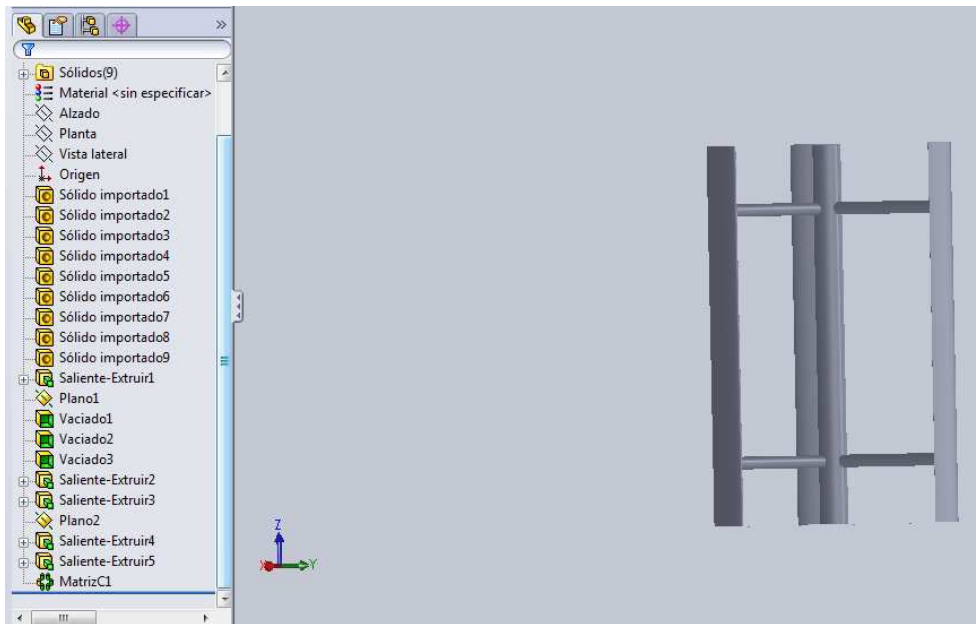 »
Sólidos(9)
Material <sin especificar>
Alzado
Planta
Vista lateral
Origen
Sólido importado1
Sólido importado2
Sólido importado3
Sólido importado4
Sólido importado5
Sólido importado6
Sólido importado7
Sólido importado8
Sólido importado9
Saliente-Extruir1
Plano1
Vaciado1
Vaciado2
Vaciado3
Saliente-Extruir2
Saliente-Extruir3
Plano2
Saliente-Extruir4
Saliente-Extruir5
MatrizC1
Z
X Y